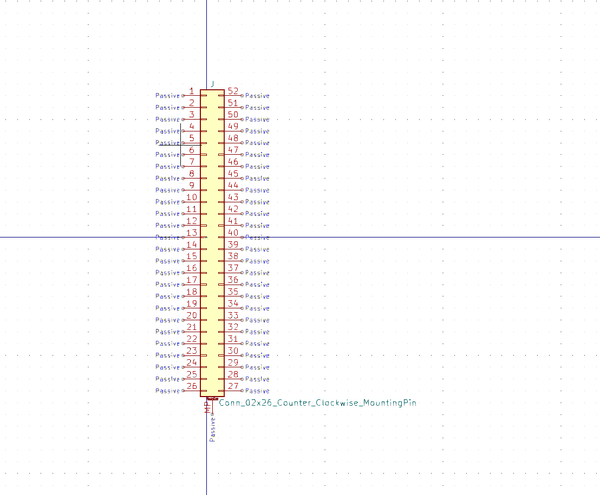 J
Passive 1 52 Passive
Passive 2 51 Passive
Passive 3 50 Passive
Passive 4 49 Passive
Passive 5 48 Passive
Passive 6 47 Passive
Passive 7 46 Passive
Passive 8 45 Passive
Passive 9 44 Passive
Passive 10 43 Passive
Passive 11 42 Passive
Passive 12 41 Passive
Passive 13 40 Passive
Passive 14 39 Passive
Passive 15 38 Passive
Passive 16 37 Passive
Passive 17 36 Passive
Passive 18 35 Passive
Passive 19 34 Passive
Passive 20 33 Passive
Passive 21 32 Passive
Passive 22 31 Passive
Passive 23 30 Passive
Passive 24 29 Passive
Passive 25 28 Passive
Passive 26 27 Passive
MP
Conn_02x26_Counter_Clockwise_MountingPin
Passive